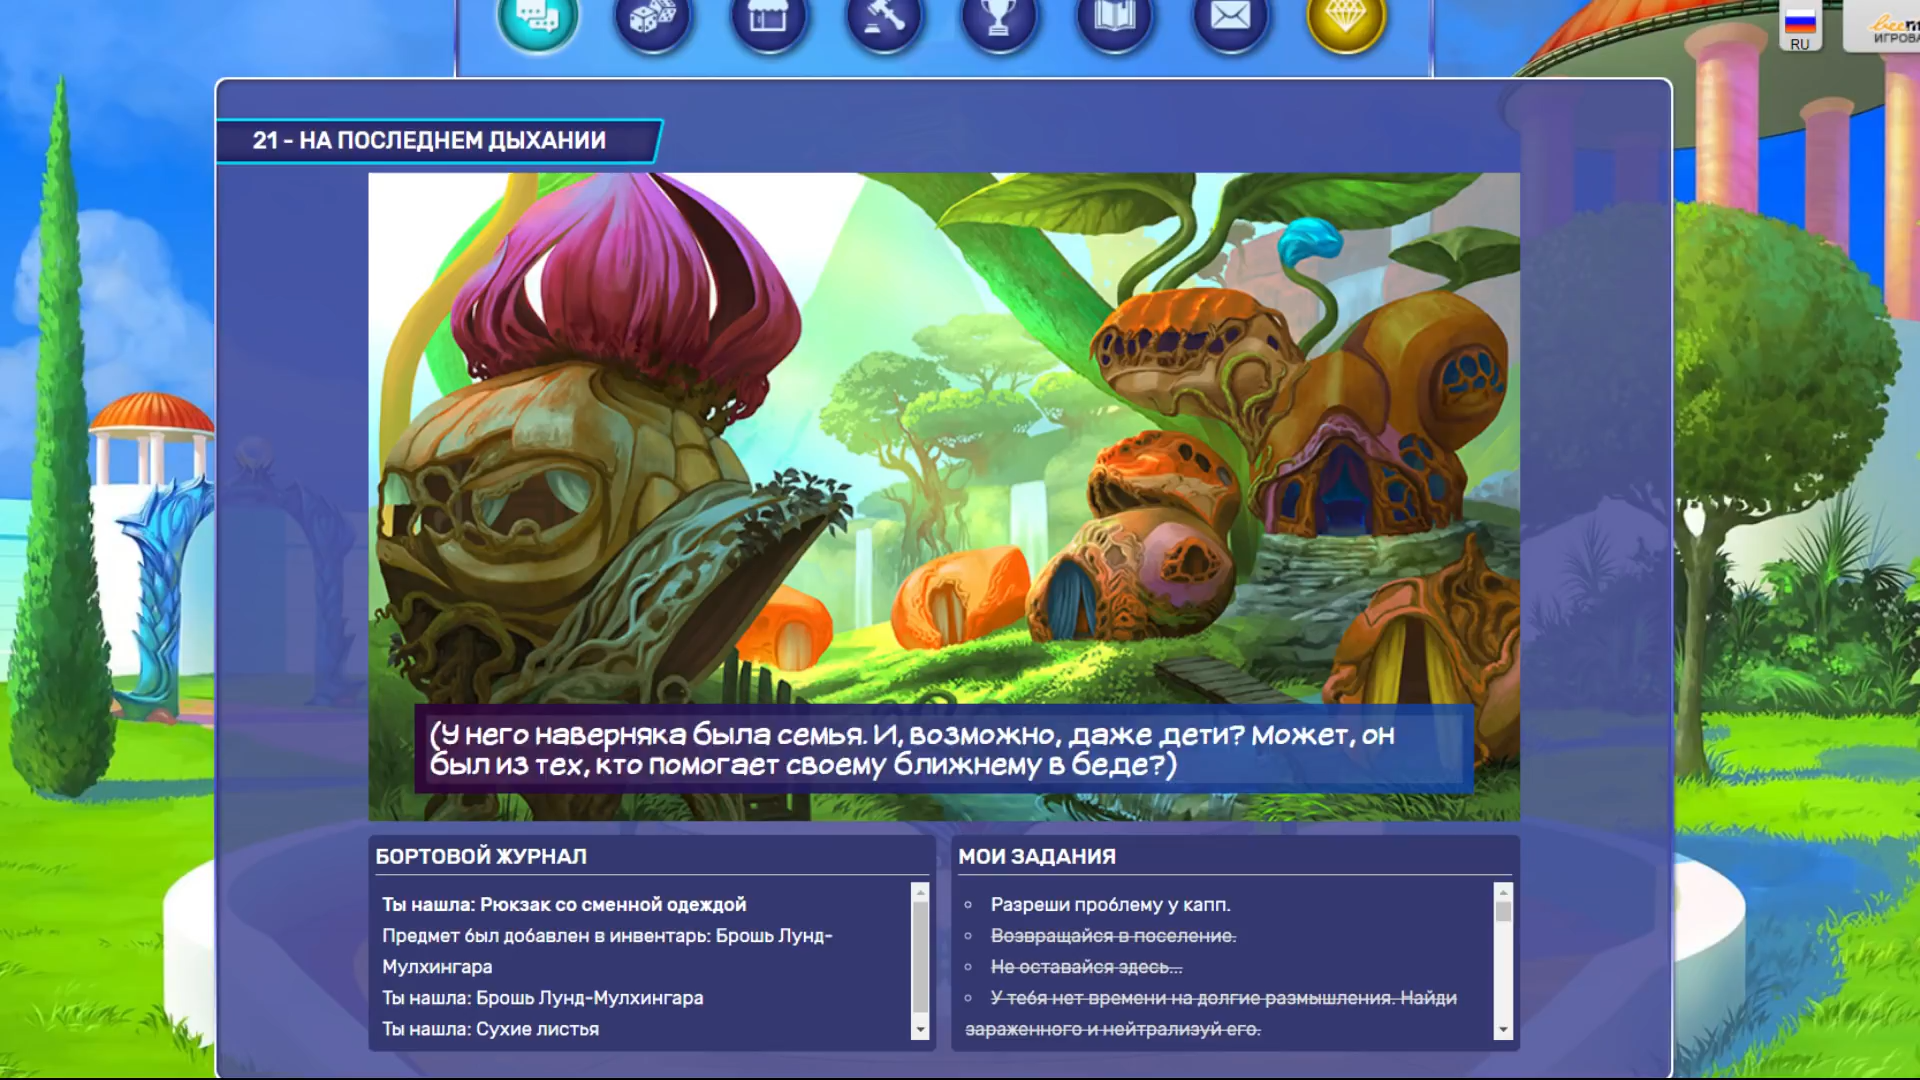 RU
ИГРОВА
21 - НА ПОСЛЕДНЕМ ДЫХАНИИ
(У него наверняка была семья. И, возможно, даже дети? Может, он
был из тех, кто помогает своему ближнему в беде?)
БОРТОВОЙ ЖУРНАЛ
Ты нашла: Рюкзак со сменной одеждой
Предмет был добавлен в инвентарь: Брошь Лунд-
Мулхингара
Ты нашла: Брошь Лунд-Мулхингара
Ты нашла: Сухие листья
МОИ ЗАДАНИЯ
Разреши проблему у капп.
Возвращайся в поселение.
Не оставайся здесь...
У тебя нет времени на долгие размышления. Найди
зараженного и нейтрализуй его.